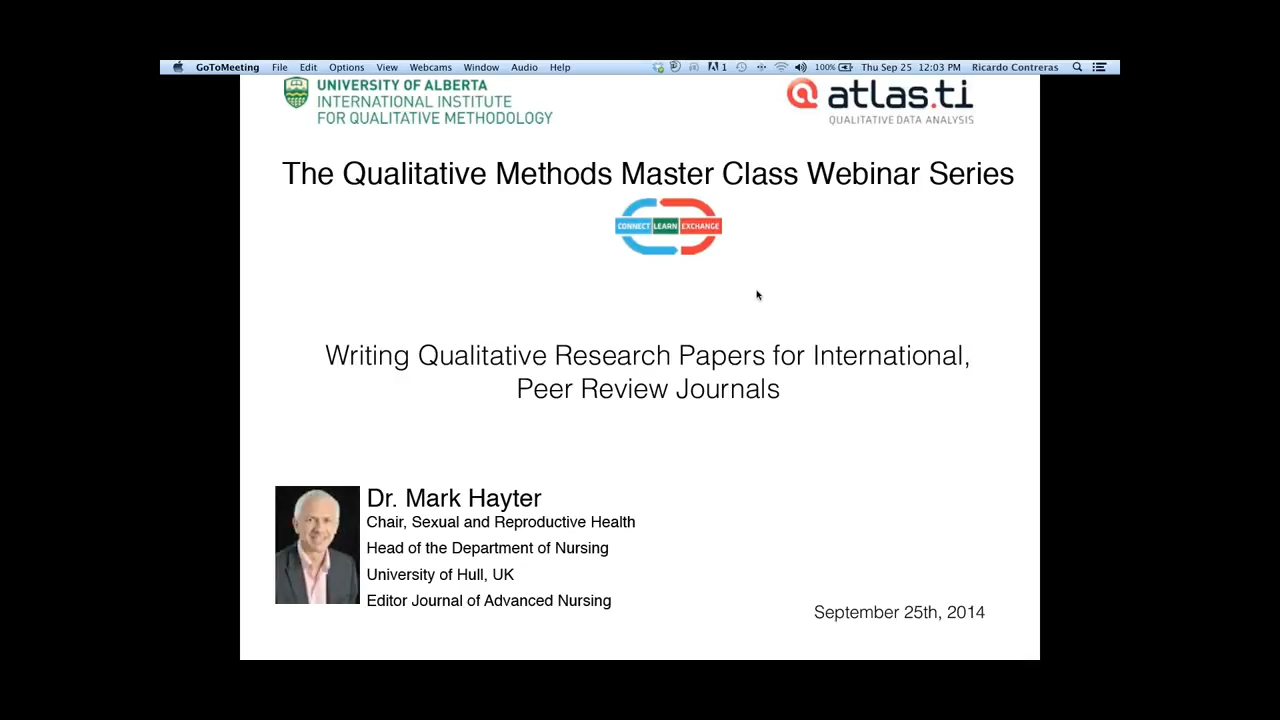 GoToMeeting File Edit Options View Webcams Window Audio Help 1 100% Thu Sep 25 12:03 PM Ricardo Contreras
UNIVERSITY OF ALBERTA
INTERNATIONAL INSTITUTE
FOR QUALITATIVE METHODOLOGY
atlas.ti
QUALITATIVE DATA ANALYSIS
The Qualitative Methods Master Class Webinar Series
CONNECT LEARN EXCHANGE
Writing Qualitative Research Papers for International,
Peer Review Journals
Dr. Mark Hayter
Chair, Sexual and Reproductive Health
Head of the Department of Nursing
University of Hull, UK
Editor Journal of Advanced Nursing
September 25th, 2014